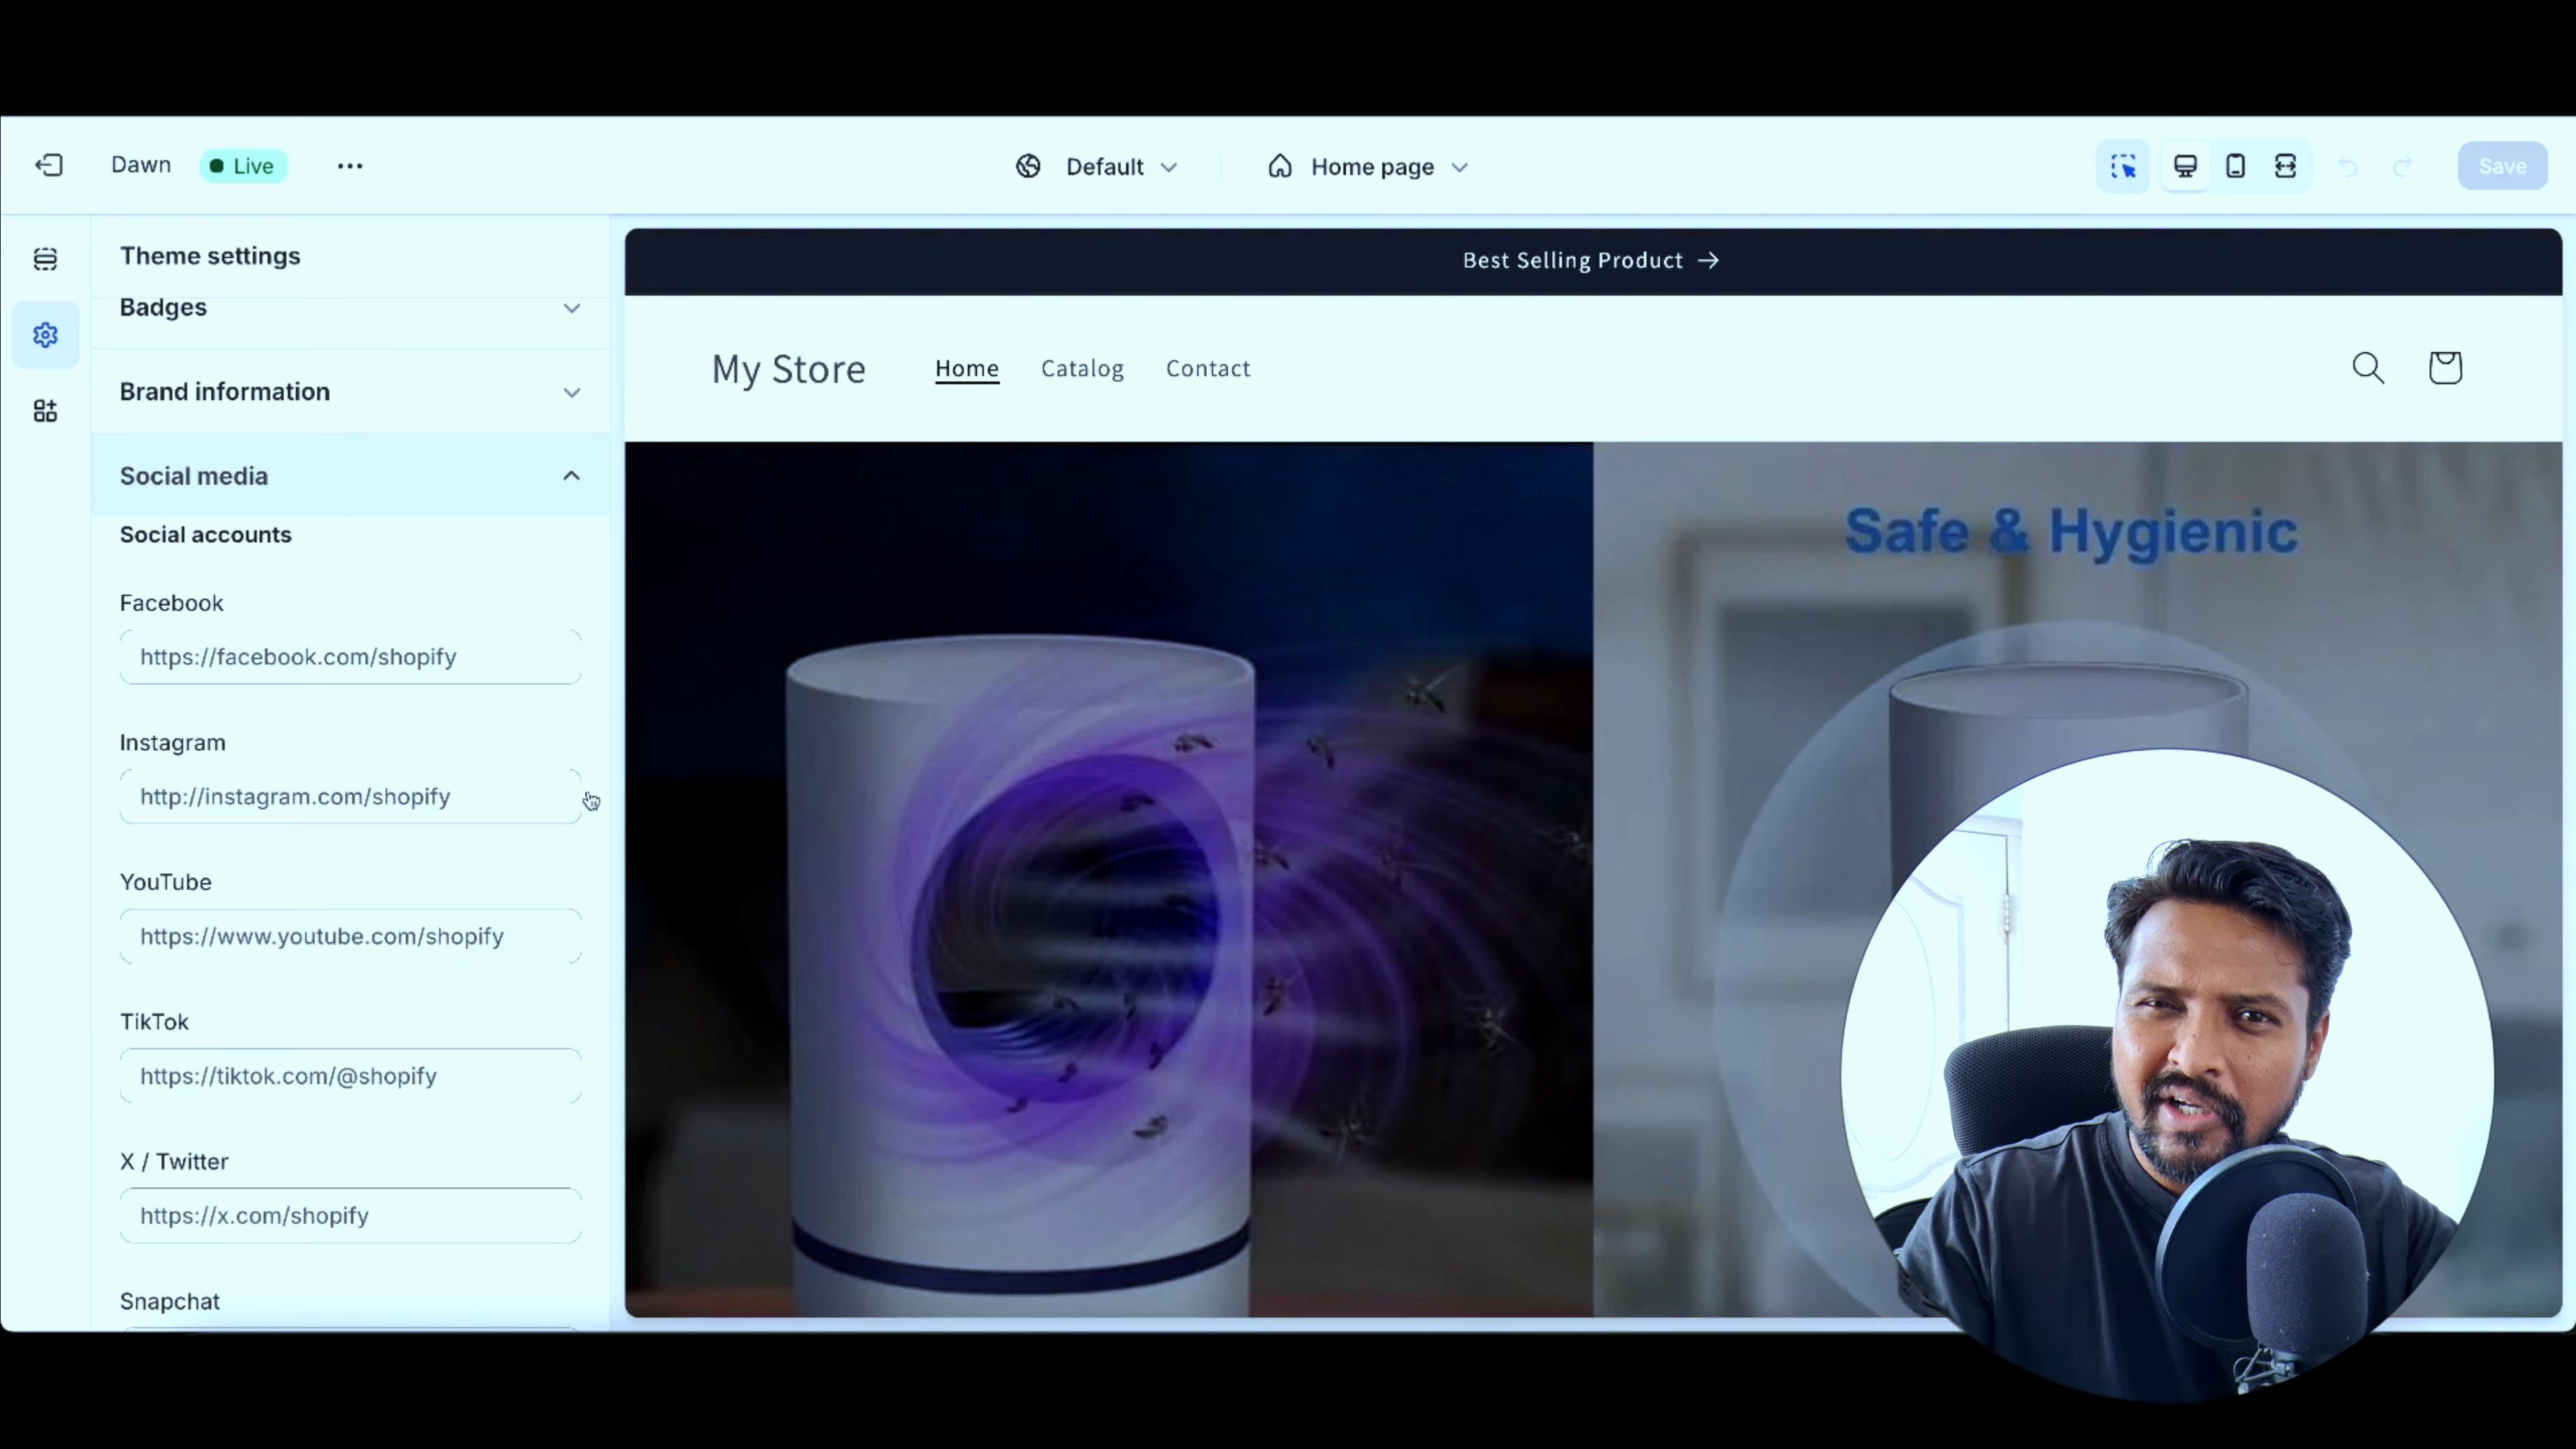 Dawn
Live
Default
Home page
Save
Theme settings
Badges
Brand information
Social media
Social accounts
Facebook
https://facebook.com/shopify
Instagram
http://instagram.com/shopify
YouTube
https://www.youtube.com/shopify
TikTok
https://tiktok.com/@shopify
X / Twitter
https://x.com/shopify
Snapchat
Best Selling Product →
My Store
Home
Catalog
Contact
Safe & Hygienic